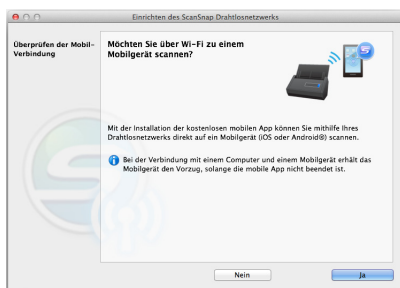 Einrichten des ScanSnap Drahtlosnetzwerks
Überprüfen der Mobil-
Verbindung
Möchten Sie über Wi-Fi zu einem
Mobilgerät scannen?
Mit der Installation der kostenlosen mobilen App können Sie mithilfe Ihres
Drahtlosnetzwerks direkt auf ein Mobilgerät (iOS oder Android®) scannen.
Bei der Verbindung mit einem Computer und einem Mobilgerät erhält das
Mobilgerät den Vorzug, solange die mobile App nicht beendet ist.
Nein
Ja